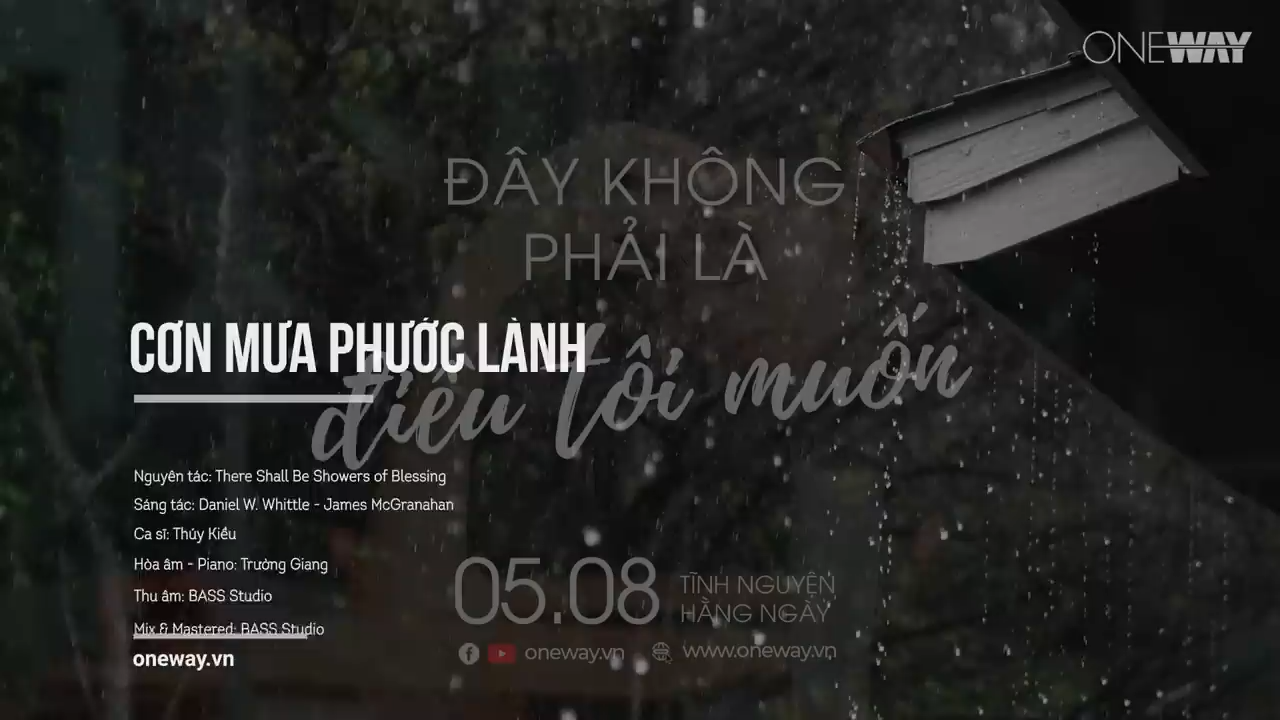 ONEWAY
ĐÂY KHÔNG
PHẢI LÀ
điều tôi muốn
CƠN MƯA PHƯỚC LÀNH
Nguyên tác: There Shall Be Showers of Blessing
Sáng tác: Daniel W. Whittle - James McGranahan
Ca sĩ: Thúy Kiều
Hòa âm - Piano: Trường Giang
Thu âm: BASS Studio
Mix & Mastered: BASS Studio
oneway.vn
05.08
TĨNH NGUYỆN
HẰNG NGÀY
oneway.vn www.oneway.vn